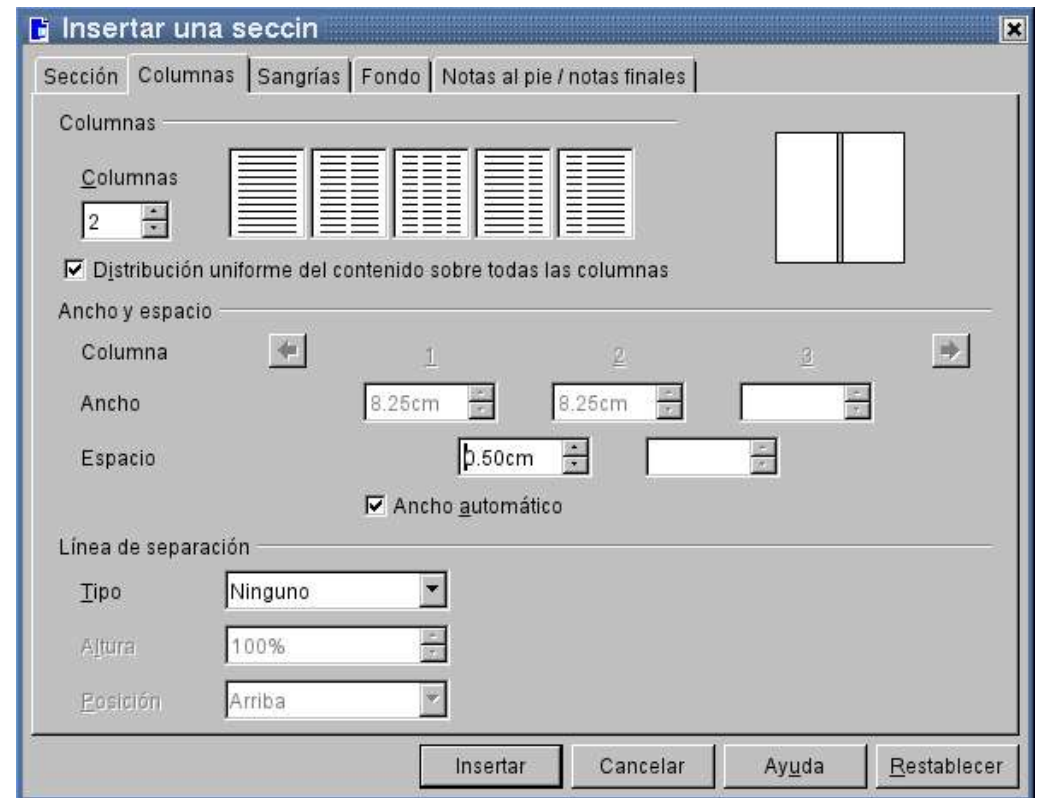 Insertar una seccin
Sección Columnas Sangrías Fondo Notas al pie / notas finales
Columnas
Columnas
2
Distribución uniforme del contenido sobre todas las columnas
Ancho y espacio
Columna 1 2 3
Ancho 8.25cm 8.25cm
Espacio 0.50cm
Ancho automático
Línea de separación
Tipo Ninguno
Altura 100%
Posición Arriba
Insertar Cancelar Ayuda Restablecer